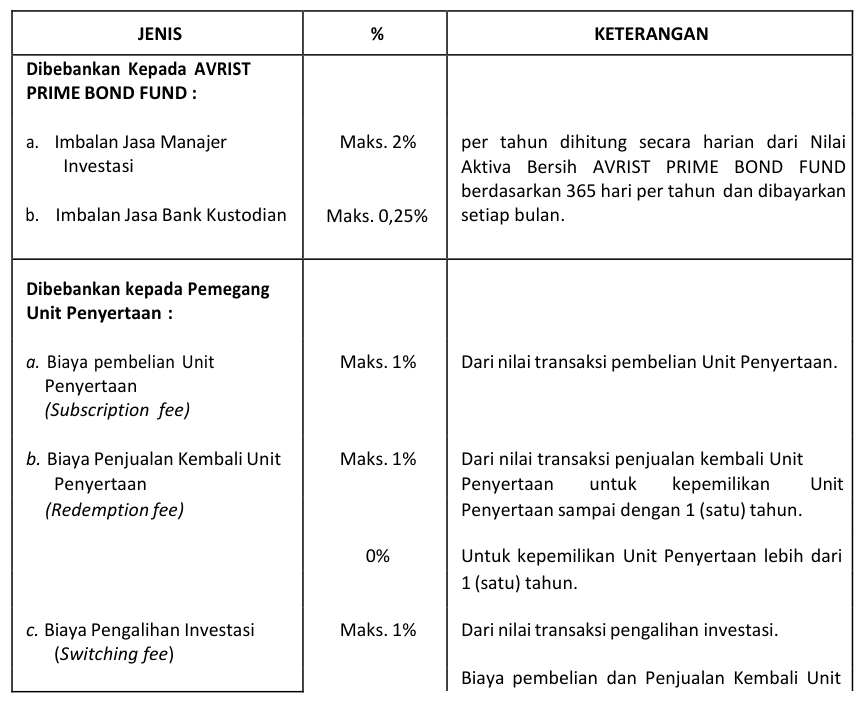 JENIS % KETERANGAN
Dibebankan Kepada AVRIST
PRIME BOND FUND :
a. Imbalan Jasa Manajer
Investasi
Maks. 2%
per tahun dihitung secara harian dari Nilai
Aktiva Bersih AVRIST PRIME BOND FUND
berdasarkan 365 hari per tahun dan dibayarkan
setiap bulan.
b. Imbalan Jasa Bank Kustodian
Maks. 0,25%
Dibebankan kepada Pemegang
Unit Penyertaan :
a. Biaya pembelian Unit
Penyertaan
(Subscription fee)
Maks. 1%
Dari nilai transaksi pembelian Unit Penyertaan.
b. Biaya Penjualan Kembali Unit
Penyertaan
(Redemption fee)
Maks. 1%
Dari nilai transaksi penjualan kembali Unit
Penyertaan untuk kepemilikan Unit
Penyertaan sampai dengan 1 (satu) tahun.
0%
Untuk kepemilikan Unit Penyertaan lebih dari
1 (satu) tahun.
c. Biaya Pengalihan Investasi
(Switching fee)
Maks. 1%
Dari nilai transaksi pengalihan investasi.
Biaya pembelian dan Penjualan Kembali Unit